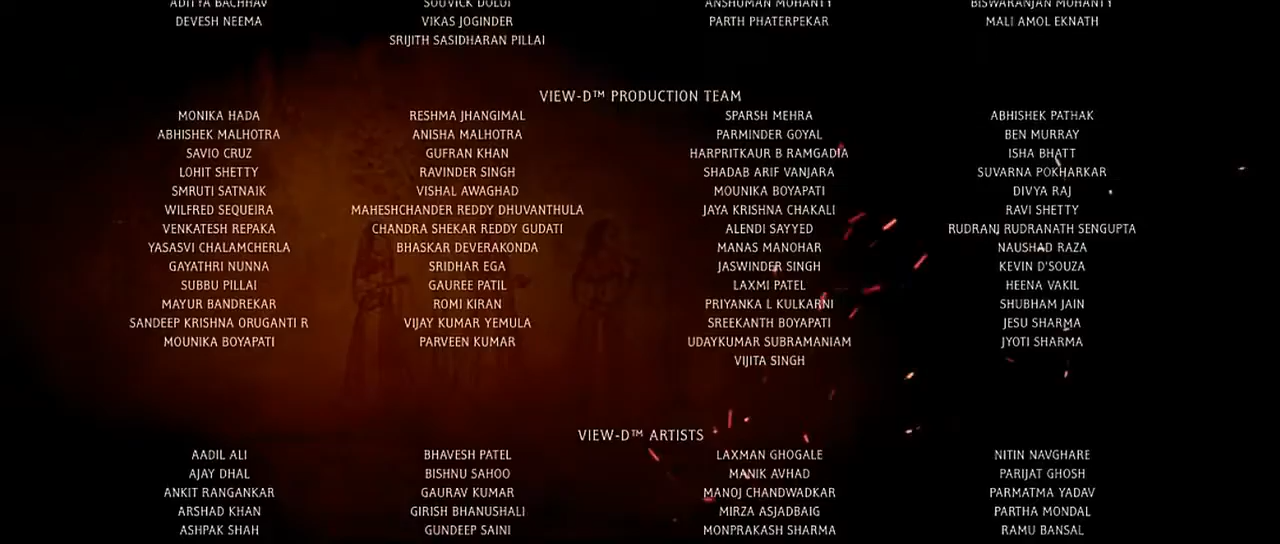 ADITYA BACHHAV SOUVICK DOLUI ANSHUMAN MOHANTY BISWARANJAN MOHANTY
DEVESH NEEMA VIKAS JOGINDER PARTH PHATERPEKAR MALI AMOL EKNATH
SRIJITH SASIDHARAN PILLAI
VIEW-D™ PRODUCTION TEAM
MONIKA HADA RESHMA JHANGIMAL SPARSH MEHRA ABHISHEK PATHAK
ABHISHEK MALHOTRA ANISHA MALHOTRA PARMINDER GOYAL BEN MURRAY
SAVIO CRUZ GUFRAN KHAN HARPRITKAUR B RAMGADIA ISHA BHATT
LOHIT SHETTY RAVINDER SINGH SHADAB ARIF VANJARA SUVARNA POKHARKAR
SMRUTI SATNAIK VISHAL AWAGHAD MOUNIKA BOYAPATI DIVYA RAJ
WILFRED SEQUEIRA MAHESHCHANDER REDDY DHUVANTHULA JAYA KRISHNA CHAKALI RAVI SHETTY
VENKATESH REPAKA CHANDRA SHEKAR REDDY GUDATI ALENDI SAYYED RUDRANI RUDRANATH SENGUPTA
YASASVI CHALAMCHERLA BHASKAR DEVERAKONDA MANAS MANOHAR NAUSHAD RAZA
GAYATHRI NUNNA SRIDHAR EGA JASWINDER SINGH KEVIN D'SOUZA
SUBBU PILLAI GAUREE PATIL LAXMI PATEL HEENA VAKIL
MAYUR BANDREKAR ROMI KIRAN PRIYANKA L KULKARNI SHUBHAM JAIN
SANDEEP KRISHNA ORUGANTI R VIJAY KUMAR YEMULA SREEKANTH BOYAPATI JESU SHARMA
MOUNIKA BOYAPATI PARVEEN KUMAR UDAYKUMAR SUBRAMANIAM JYOTI SHARMA
VIJITA SINGH
VIEW-D™ ARTISTS
AADIL ALI BHAVESH PATEL LAXMAN GHOGALE NITIN NAVGHARE
AJAY DHAL BISHNU SAHOO MANIK AVHAD PARIJAT GHOSH
ANKIT RANGANKAR GAURAV KUMAR MANOJ CHANDWADKAR PARMATMA YADAV
ARSHAD KHAN GIRISH BHANUSHALI MIRZA ASJADBAIG PARTHA MONDAL
ASHPAK SHAH GUNDEEP SAINI MONPRAKASH SHARMA RAMU BANSAL